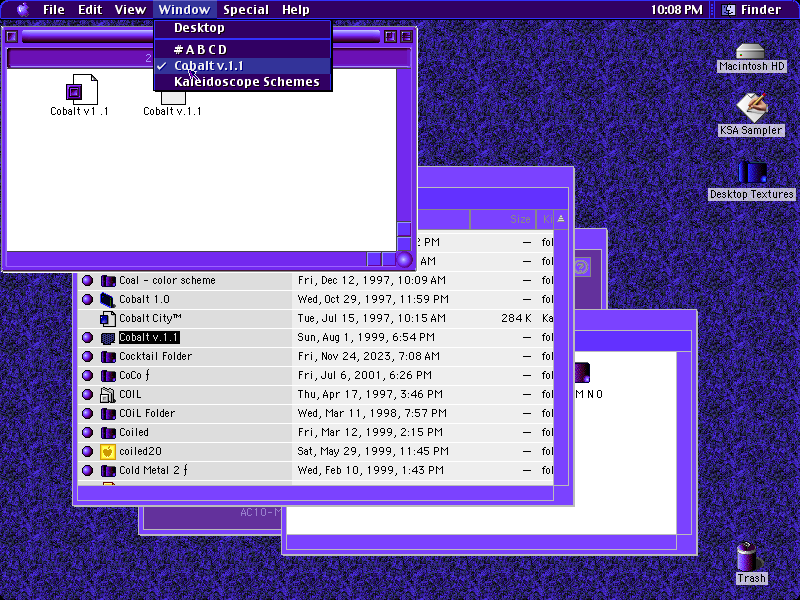 File Edit View Window Special Help 10:08 PM Finder
Desktop
#ABCD
✓ Cobalt v.1.1
Kaleidoscope Schemes
2
Cobalt v1 .1
Cobalt v.1.1
Macintosh HD
KSA Sampler
Desktop Textures
Size K
2 PM — fol
AM — fol
Coal - color scheme Fri, Dec 12, 1997, 10:09 AM — fol
Cobalt 1.0 Wed, Oct 29, 1997, 11:59 PM — fol
Cobalt City™ Tue, Jul 15, 1997, 10:15 AM 284 K Ka
Cobalt v.1.1 Sun, Aug 1, 1999, 6:54 PM — fol
Cocktail Folder Fri, Nov 24, 2023, 7:08 AM — fol
CoCo ƒ Fri, Jul 6, 2001, 6:26 PM — fol
COIL Thu, Apr 17, 1997, 3:46 PM — fol
COiL Folder Wed, Mar 11, 1998, 7:57 PM — fol
Coiled Fri, Mar 12, 1999, 2:15 PM — fol
coiled20 Sat, May 29, 1999, 11:45 PM — fol
Cold Metal 2 ƒ Wed, Feb 10, 1999, 1:43 PM — fol
M N O
AC10-M
Trash